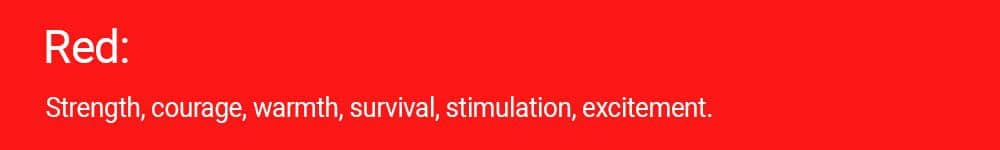 Red:
Strength, courage, warmth, survival, stimulation, excitement.